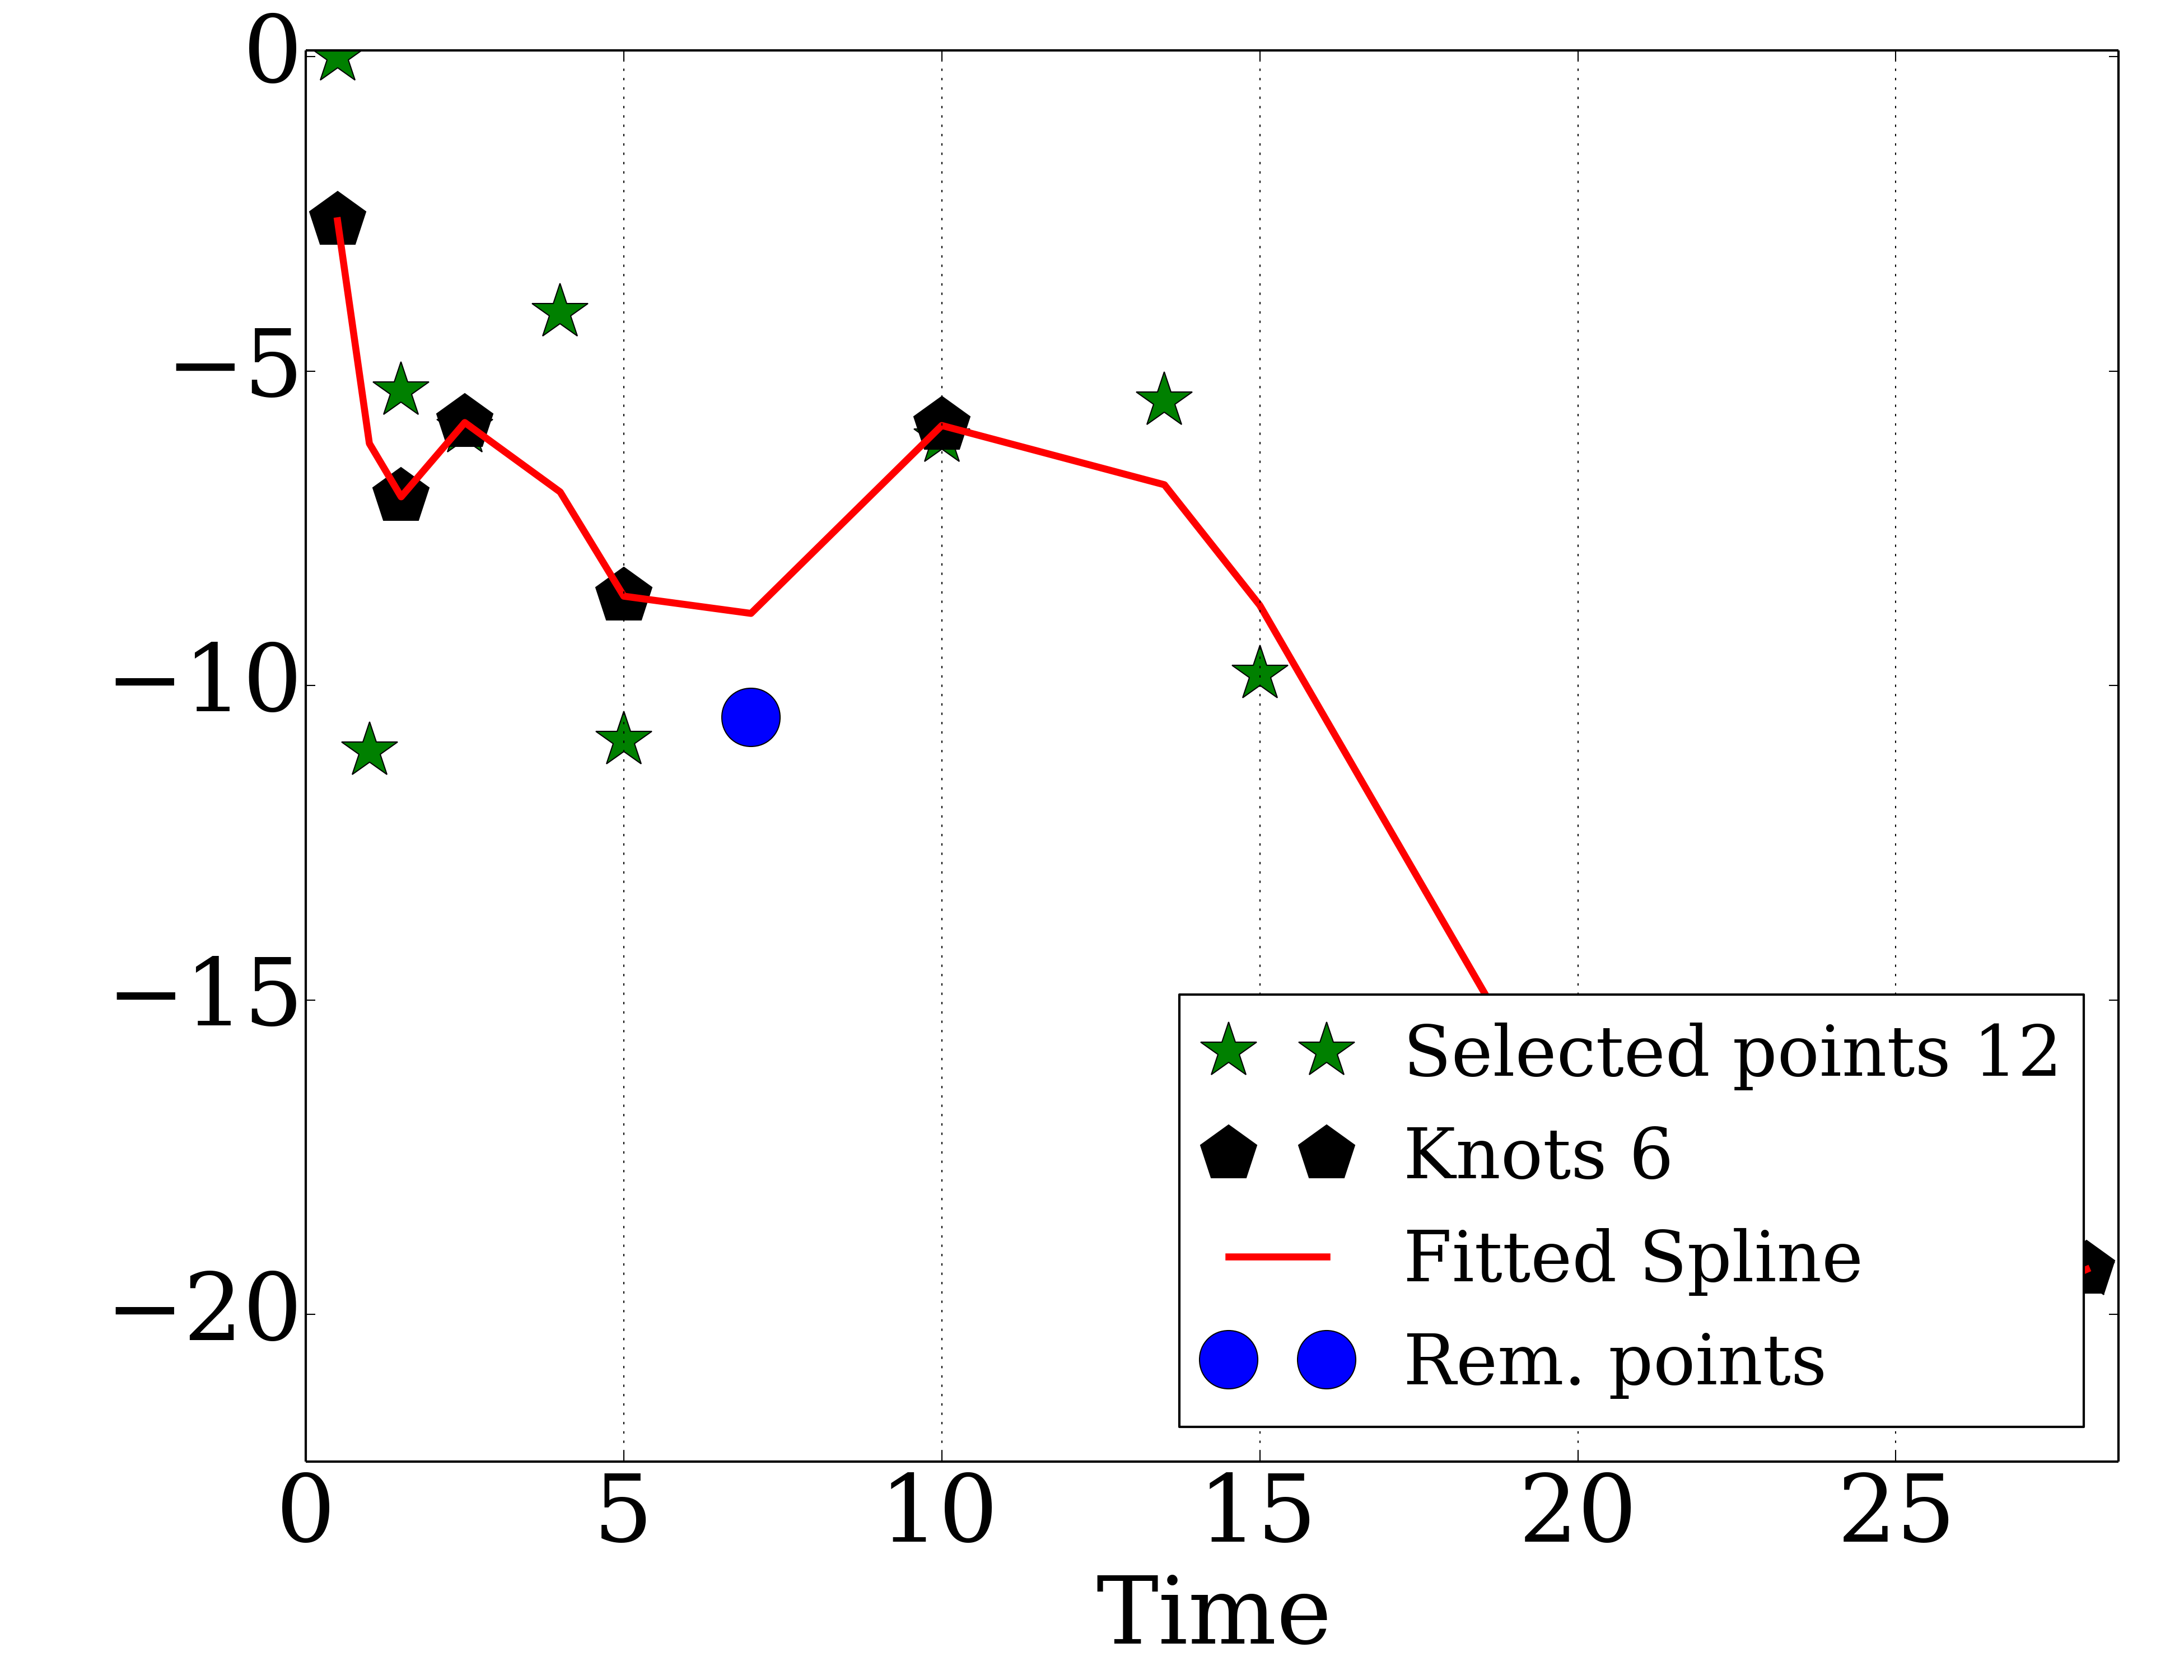 0
−5
−10
−15
−20
Selected points 12
Knots 6
Fitted Spline
Rem. points
0 5 10 15 20 25
Time